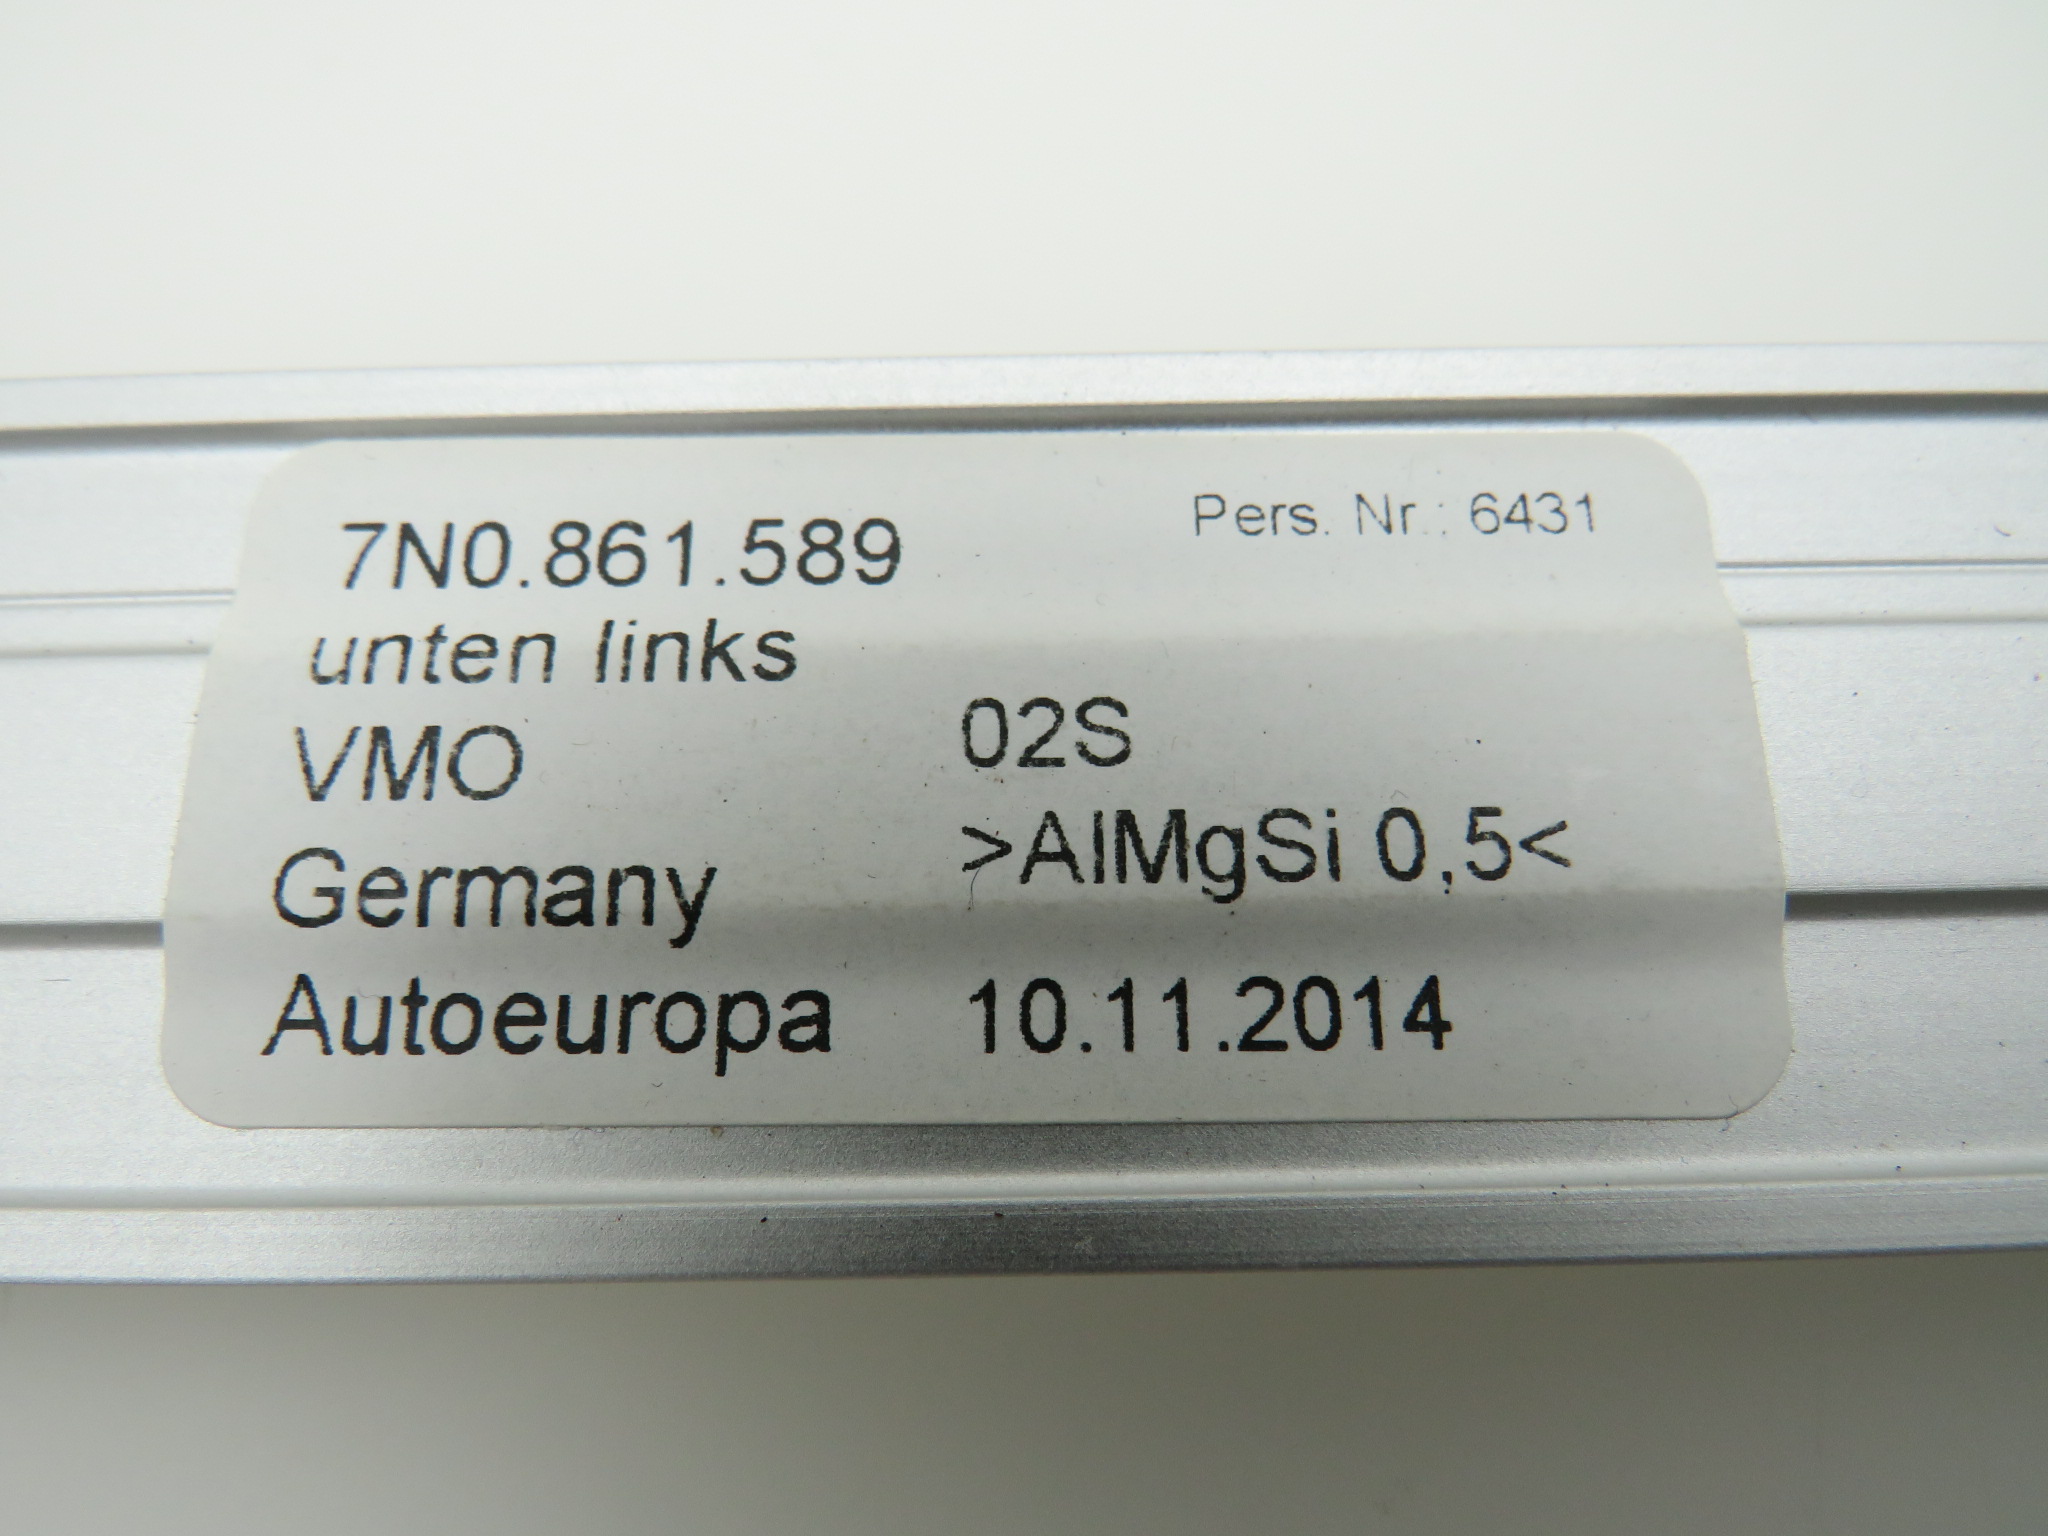 7N0.861.589
Pers. Nr.: 6431
unten links
VMO
02S
Germany
>AlMgSi 0,5<
Autoeuropa
10.11.2014